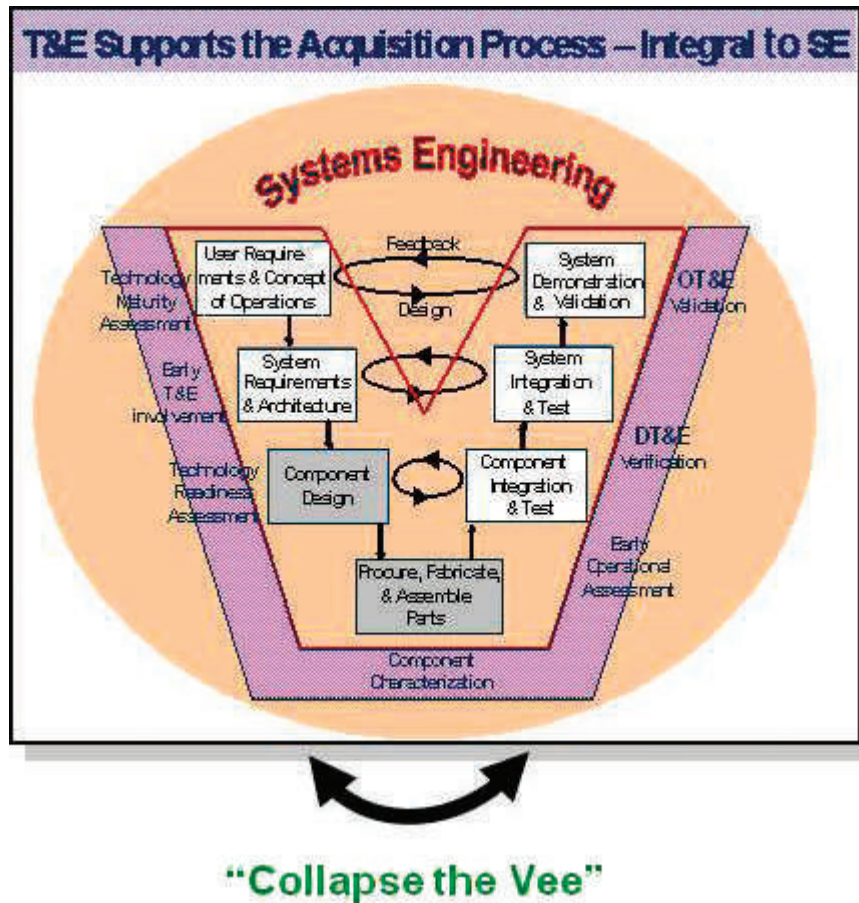 T&E Supports the Acquisition Process – Integral to SE
Systems Engineering
User Require
ments & Concept
of Operations
Feedback
Design
System
Demonstration
& Validation
Technology
Maturity
Assessment
OT&E
Validation
System
Requirements
& Architecture
System
Integration
& Test
Early
T&E
Involvement
DT&E
Verification
Technology
Readiness
Assessment
Component
Design
Component
Integration
& Test
Procure, Fabricate,
& Assemble
Parts
Early
Operational
Assessment
Component
Characterization
“Collapse the Vee”